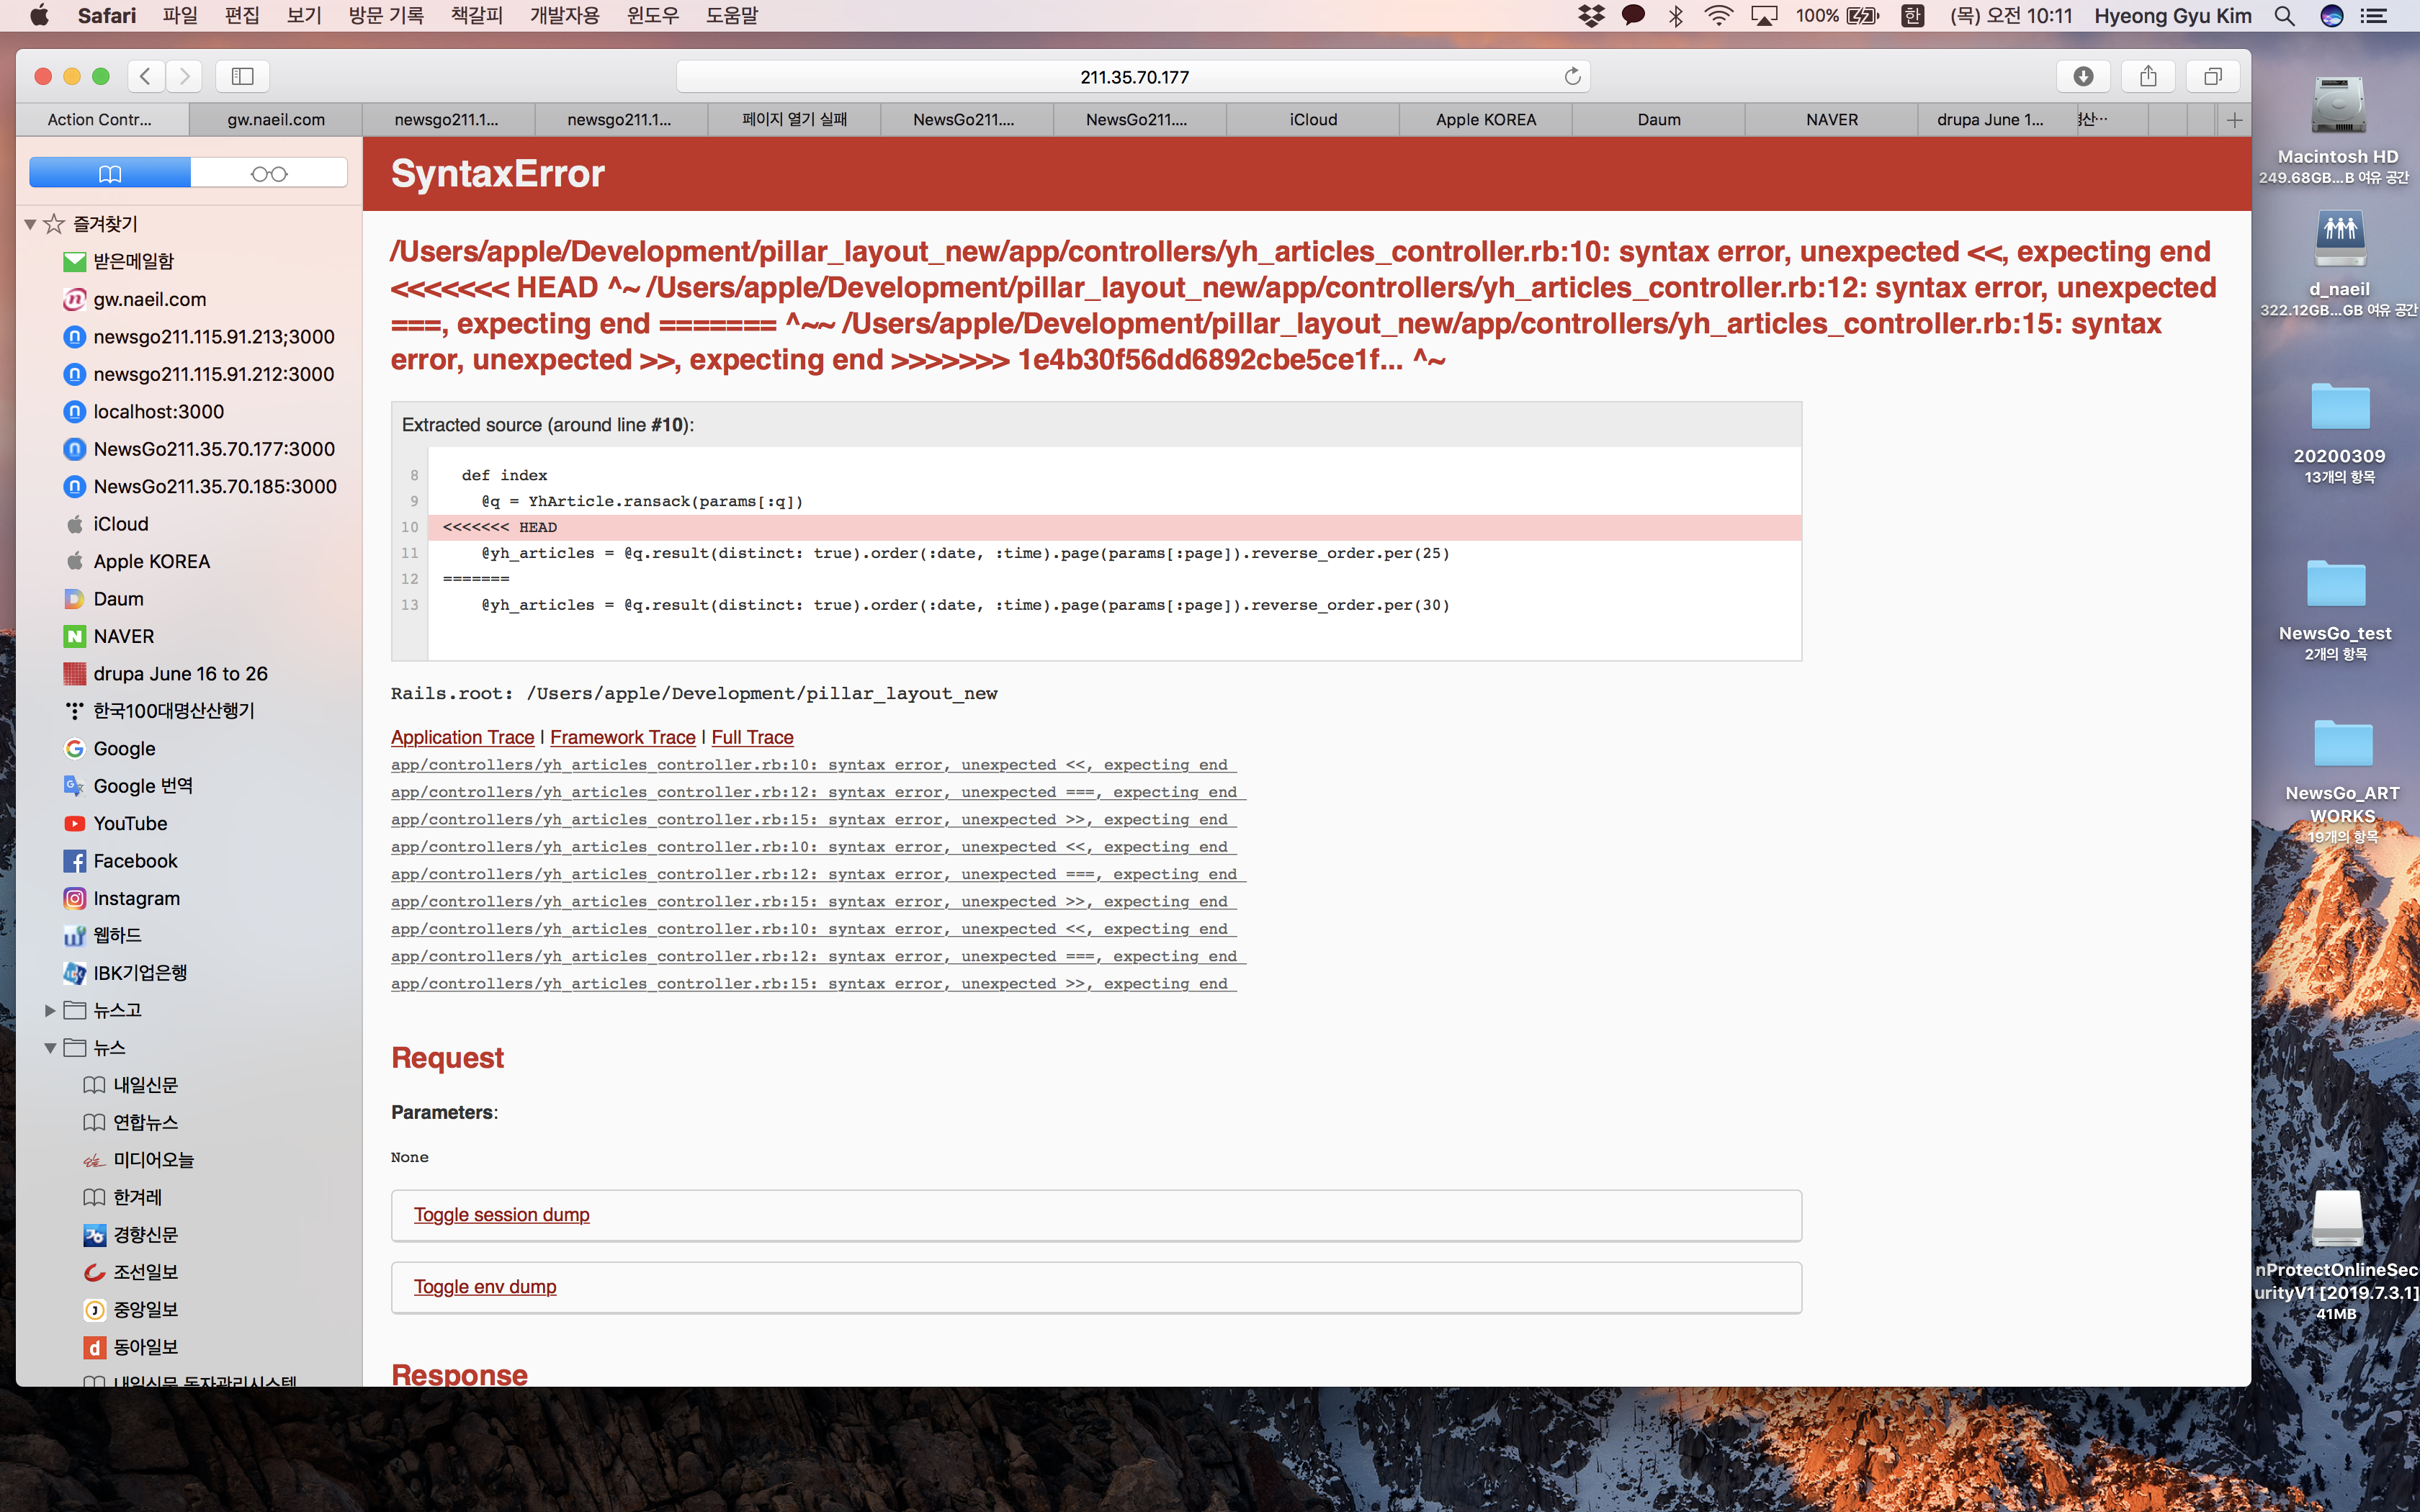 Safari 파일 편집 보기 방문 기록 책갈피 개발자용 윈도우 도움말 100% 한 (목) 오전 10:11 Hyeong Gyu Kim
211.35.70.177
Action Contr... gw.naeil.com newsgo211.1... newsgo211.1... 페이지 열기 실패 NewsGo211.... NewsGo211.... iCloud Apple KOREA Daum NAVER drupa June 1...
즐겨찾기
받은메일함
gw.naeil.com
newsgo211.115.91.213;3000
newsgo211.115.91.212:3000
localhost:3000
NewsGo211.35.70.177:3000
NewsGo211.35.70.185:3000
iCloud
Apple KOREA
Daum
NAVER
drupa June 16 to 26
한국100대명산산행기
Google
Google 번역
YouTube
Facebook
Instagram
웹하드
IBK기업은행
뉴스고
뉴스
내일신문
연합뉴스
미디어오늘
한겨레
경향신문
조선일보
중앙일보
동아일보
내일신문 독자관리시스템
SyntaxError
/Users/apple/Development/pillar_layout_new/app/controllers/yh_articles_controller.rb:10: syntax error, unexpected <<, expecting end
<<<<<<< HEAD ^~ /Users/apple/Development/pillar_layout_new/app/controllers/yh_articles_controller.rb:12: syntax error, unexpected
===, expecting end ======= ^~~ /Users/apple/Development/pillar_layout_new/app/controllers/yh_articles_controller.rb:15: syntax
error, unexpected >>, expecting end >>>>>>> 1e4b30f56dd6892cbe5ce1f... ^~
Extracted source (around line #10):
8 def index
9 @q = YhArticle.ransack(params[:q])
10 <<<<<<< HEAD
11 @yh_articles = @q.result(distinct: true).order(:date, :time).page(params[:page]).reverse_order.per(25)
12 =======
13 @yh_articles = @q.result(distinct: true).order(:date, :time).page(params[:page]).reverse_order.per(30)
Rails.root: /Users/apple/Development/pillar_layout_new
Application Trace | Framework Trace | Full Trace
app/controllers/yh_articles_controller.rb:10: syntax error, unexpected <<, expecting end
app/controllers/yh_articles_controller.rb:12: syntax error, unexpected ===, expecting end
app/controllers/yh_articles_controller.rb:15: syntax error, unexpected >>, expecting end
app/controllers/yh_articles_controller.rb:10: syntax error, unexpected <<, expecting end
app/controllers/yh_articles_controller.rb:12: syntax error, unexpected ===, expecting end
app/controllers/yh_articles_controller.rb:15: syntax error, unexpected >>, expecting end
app/controllers/yh_articles_controller.rb:10: syntax error, unexpected <<, expecting end
app/controllers/yh_articles_controller.rb:12: syntax error, unexpected ===, expecting end
app/controllers/yh_articles_controller.rb:15: syntax error, unexpected >>, expecting end
Request
Parameters:
None
Toggle session dump
Toggle env dump
Response
Macintosh HD
249.68GB...B 여유 공간
d_naeil
322.12GB...GB 여유 공간
20200309
13개의 항목
NewsGo_test
2개의 항목
NewsGo_ART
WORKS
19개의 항목
nProtectOnlineSec
urityV1 [2019.7.3.1]
41MB